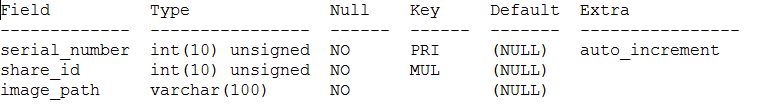 Field          Type              Null    Key     Default  Extra
-------------  ----------------  ------  ------  -------  ----------------
serial_number  int(10) unsigned  NO      PRI     (NULL)   auto_increment
share_id       int(10) unsigned  NO      MUL     (NULL)
image_path     varchar(100)      NO              (NULL)